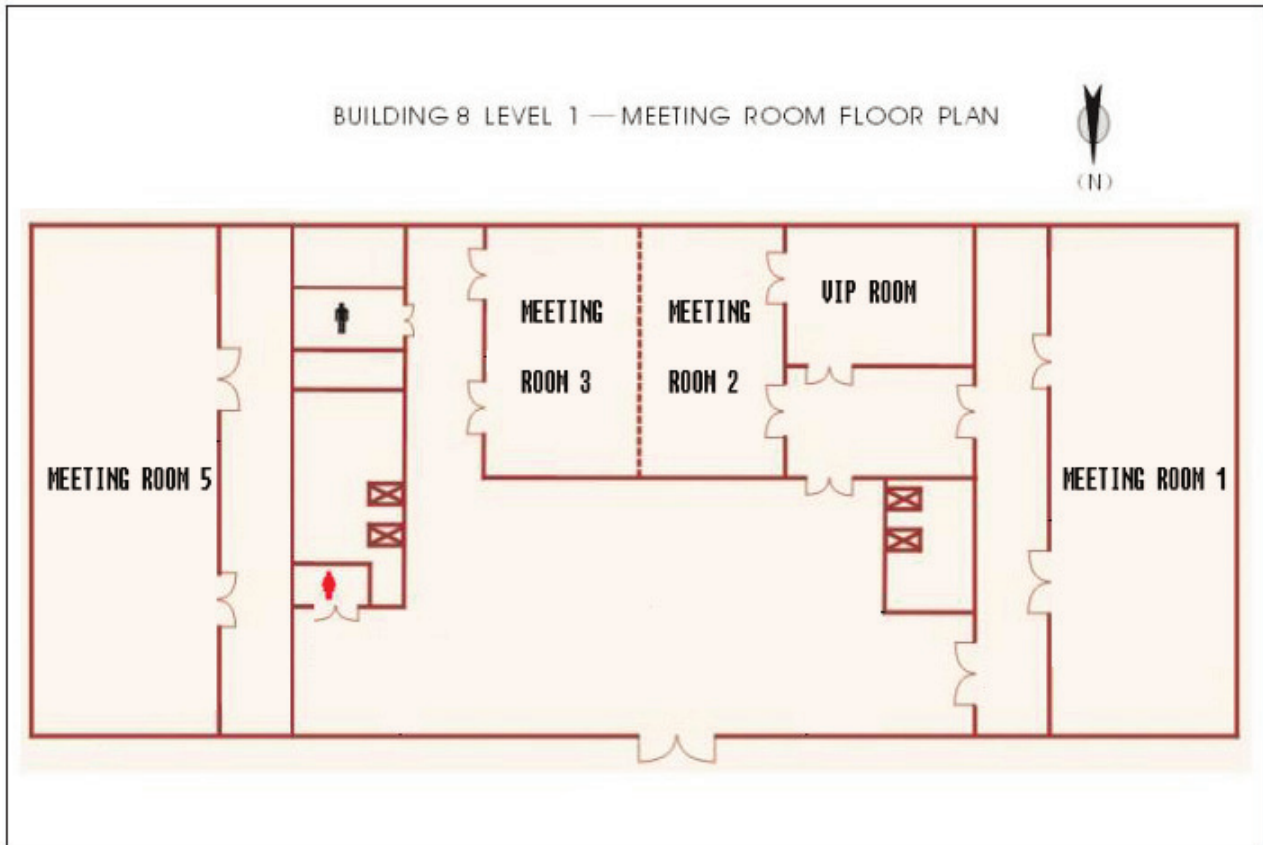 BUILDING 8 LEVEL 1 — MEETING ROOM FLOOR PLAN
(N)
MEETING
ROOM 3
MEETING
ROOM 2
VIP ROOM
MEETING ROOM 5
MEETING ROOM 1